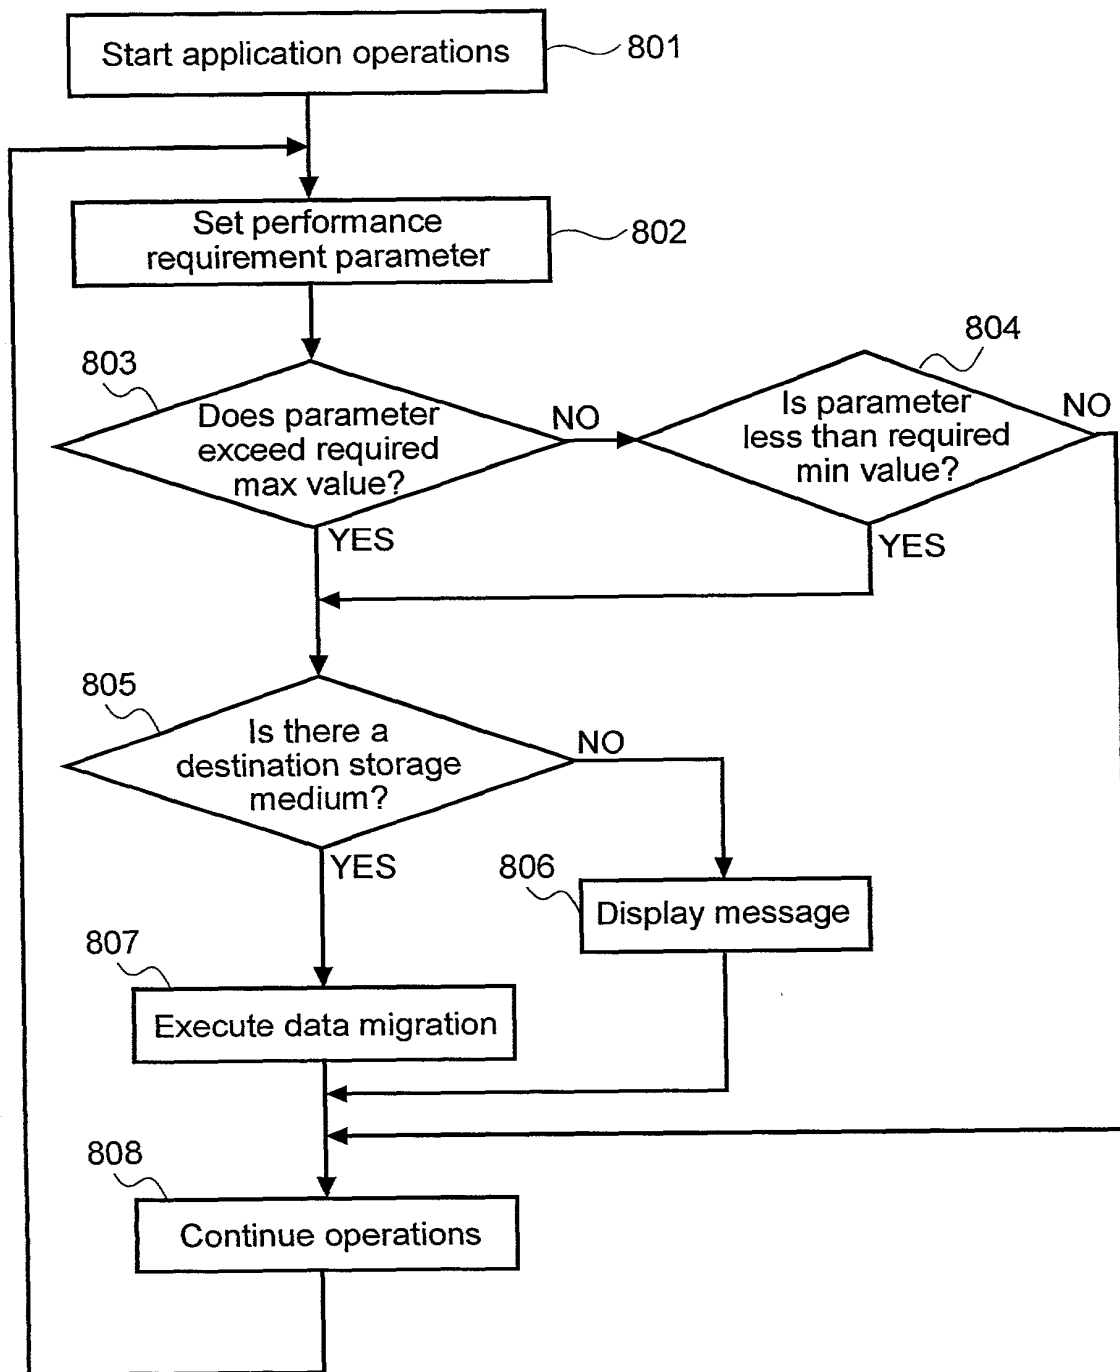 Start application operations
801
Set performance
requirement parameter
802
803
Does parameter
exceed required
max value?
NO
YES
804
Is parameter
less than required
min value?
NO
YES
805
Is there a
destination storage
medium?
NO
YES
806
Display message
807
Execute data migration
808
Continue operations